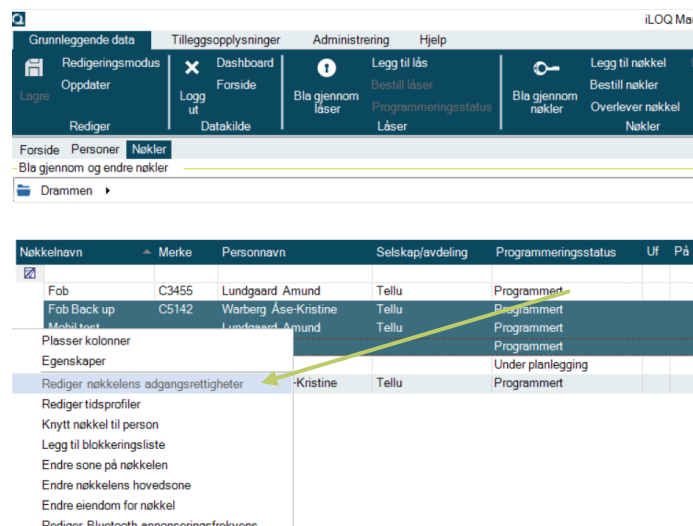 iLOQ Ma
Grunnleggende data Tilleggsopplysninger Administrering Hjelp
Lagre Redigeringsmodus Oppdater Rediger
Logg ut Dashboard Forside Datakilde
Bla gjennom låser Legg til lås Bestill låser Programmeringsstatus Låser
Bla gjennom nøkler Legg til nøkkel Bestill nøkler Overlever nøkkel Nøkler
Forside Personer Nøkler
Bla gjennom og endre nøkler
Drammen
Nøkkelnavn Merke Personnavn Selskap/avdeling Programmeringsstatus Uf På
Fob C3455 Lundgaard Amund Tellu Programmert
Fob Back up C5142 Warberg Åse-Kristine Tellu Programmert
Mobil test Lundgaard Amund Tellu Programmert
Programmert
Under planlegging
-Kristine Tellu Programmert
Plasser kolonner
Egenskaper
Rediger nøkkelens adgangsrettigheter
Rediger tidsprofiler
Knytt nøkkel til person
Legg til blokkeringsliste
Endre sone på nøkkelen
Endre nøkkelens hovedsone
Endre eiendom for nøkkel
Rediger Bluetooth annonseringsfrekvens